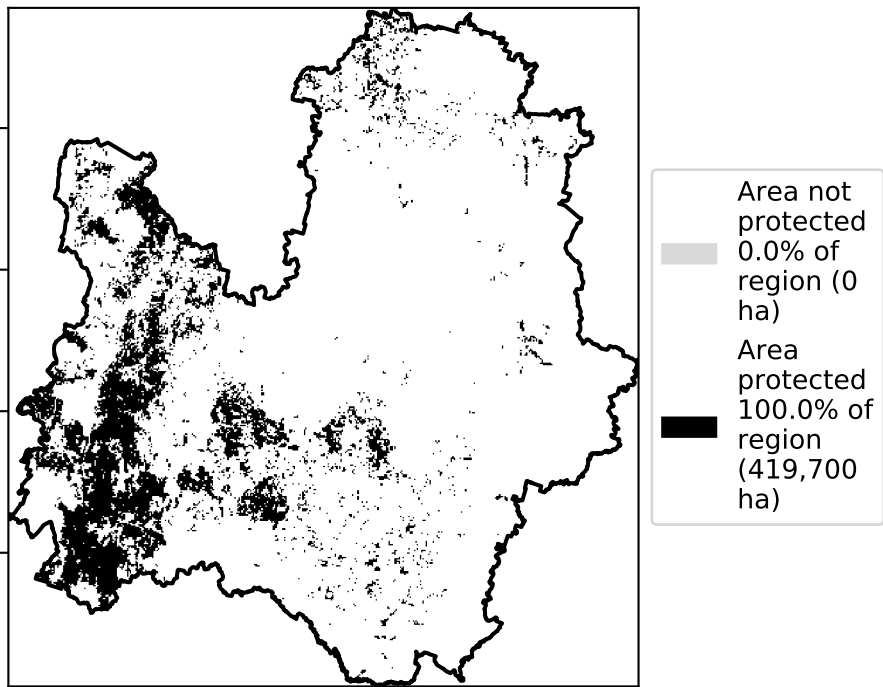 Area not
protected
0.0% of
region (0
ha)
Area
protected
100.0% of
region
(419,700
ha)